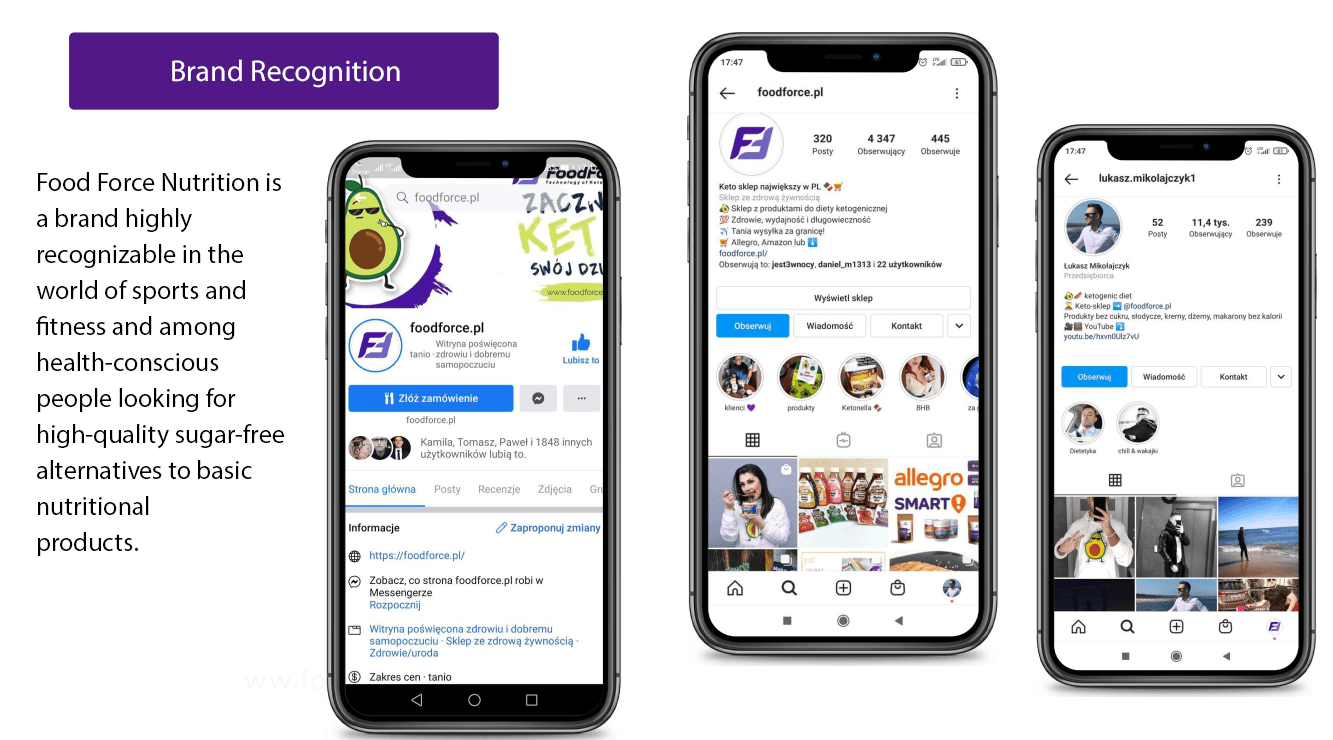 Brand Recognition
Food Force Nutrition is
a brand highly
recognizable in the
world of sports and
fitness and among
health-conscious
people looking for
high-quality sugar-free
alternatives to basic
nutritional
products.
foodforce.pl
Technology of
ZACZ
KET
SWÓJ DZI
www.foodforce
foodforce.pl
Witryna poświęcona
tanio · zdrowiu i dobremu
samopoczuciu
Lubisz to
Złóż zamówienie
foodforce.pl
Kamila, Tomasz, Paweł i 1848 innych
użytkowników lubią to.
Strona główna Posty Recenzje Zdjęcia Gru
Informacje Zaproponuj zmiany
https://foodforce.pl/
Zobacz, co strona foodforce.pl robi w
Messengerze
Rozpocznij
Witryna poświęcona zdrowiu i dobremu
samopoczuciu · Sklep ze zdrową żywnością ·
Zdrowie/uroda
Zakres cen · tanio
17:47 61
foodforce.pl
320 4 347 445
Posty Obserwujący Obserwuje
Keto sklep największy w PL
Sklep ze zdrową żywnością
Sklep z produktami do diety ketogenicznej
Zdrowie, wydajność i długowieczność
Tania wysyłka za granicę!
Allegro, Amazon lub
foodforce.pl/
Obserwują to: jest3wnocy, daniel_m1313 i 22 użytkowników
Wyświetl sklep
Obserwuj Wiadomość Kontakt
klienci 💜 produkty Ketonella BHB za g
allegro
SMART!
17:47 61
lukasz.mikolajczyk1
52 11,4 tys. 239
Posty Obserwujący Obserwuje
Łukasz Mikołajczyk
Przedsiębiorca
ketogenic diet
Keto-sklep ➡️ @foodforce.pl
Produkty bez cukru, słodycze, kremy, dżemy, makarony bez kalorii
YouTube
youtu.be/hxvn0Ulz7vU
Obserwuj Wiadomość Kontakt
Dietetyka chill & wakajki